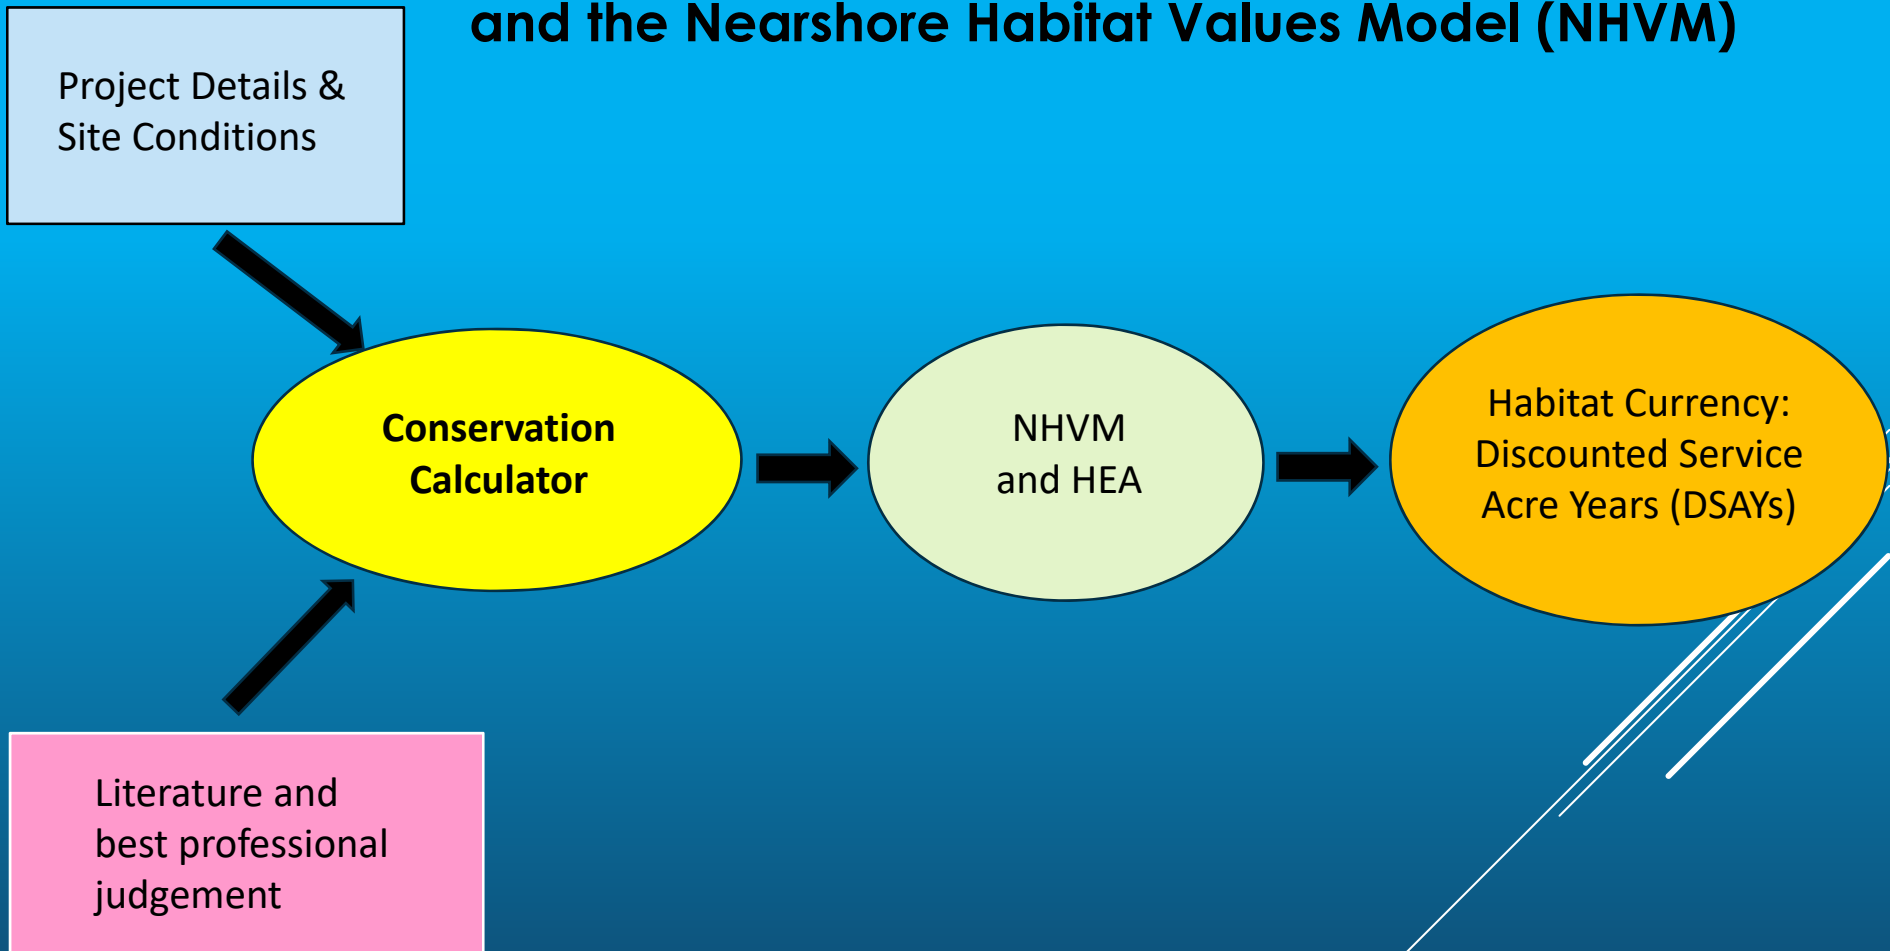 and the Nearshore Habitat Values Model (NHVM)
Project Details &
Site Conditions
Conservation
Calculator
NHVM
and HEA
Habitat Currency:
Discounted Service
Acre Years (DSAYs)
Literature and
best professional
judgement